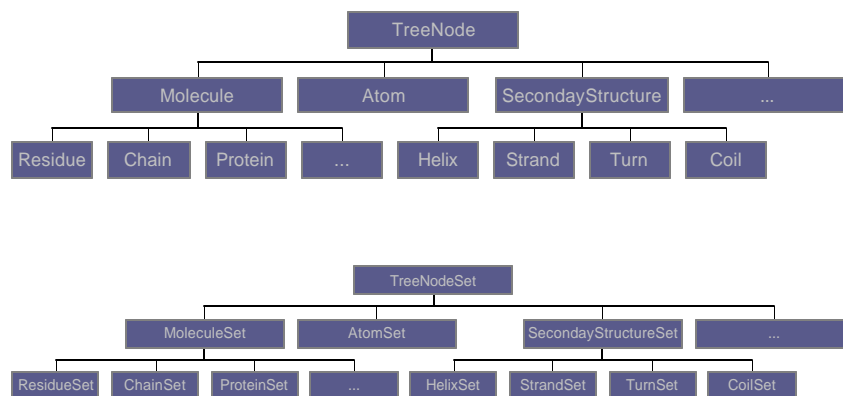 TreeNode
Molecule Atom SecondayStructure ...
Residue Chain Protein ... Helix Strand Turn Coil
TreeNodeSet
MoleculeSet AtomSet SecondayStructureSet ...
ResidueSet ChainSet ProteinSet ... HelixSet StrandSet TurnSet CoilSet